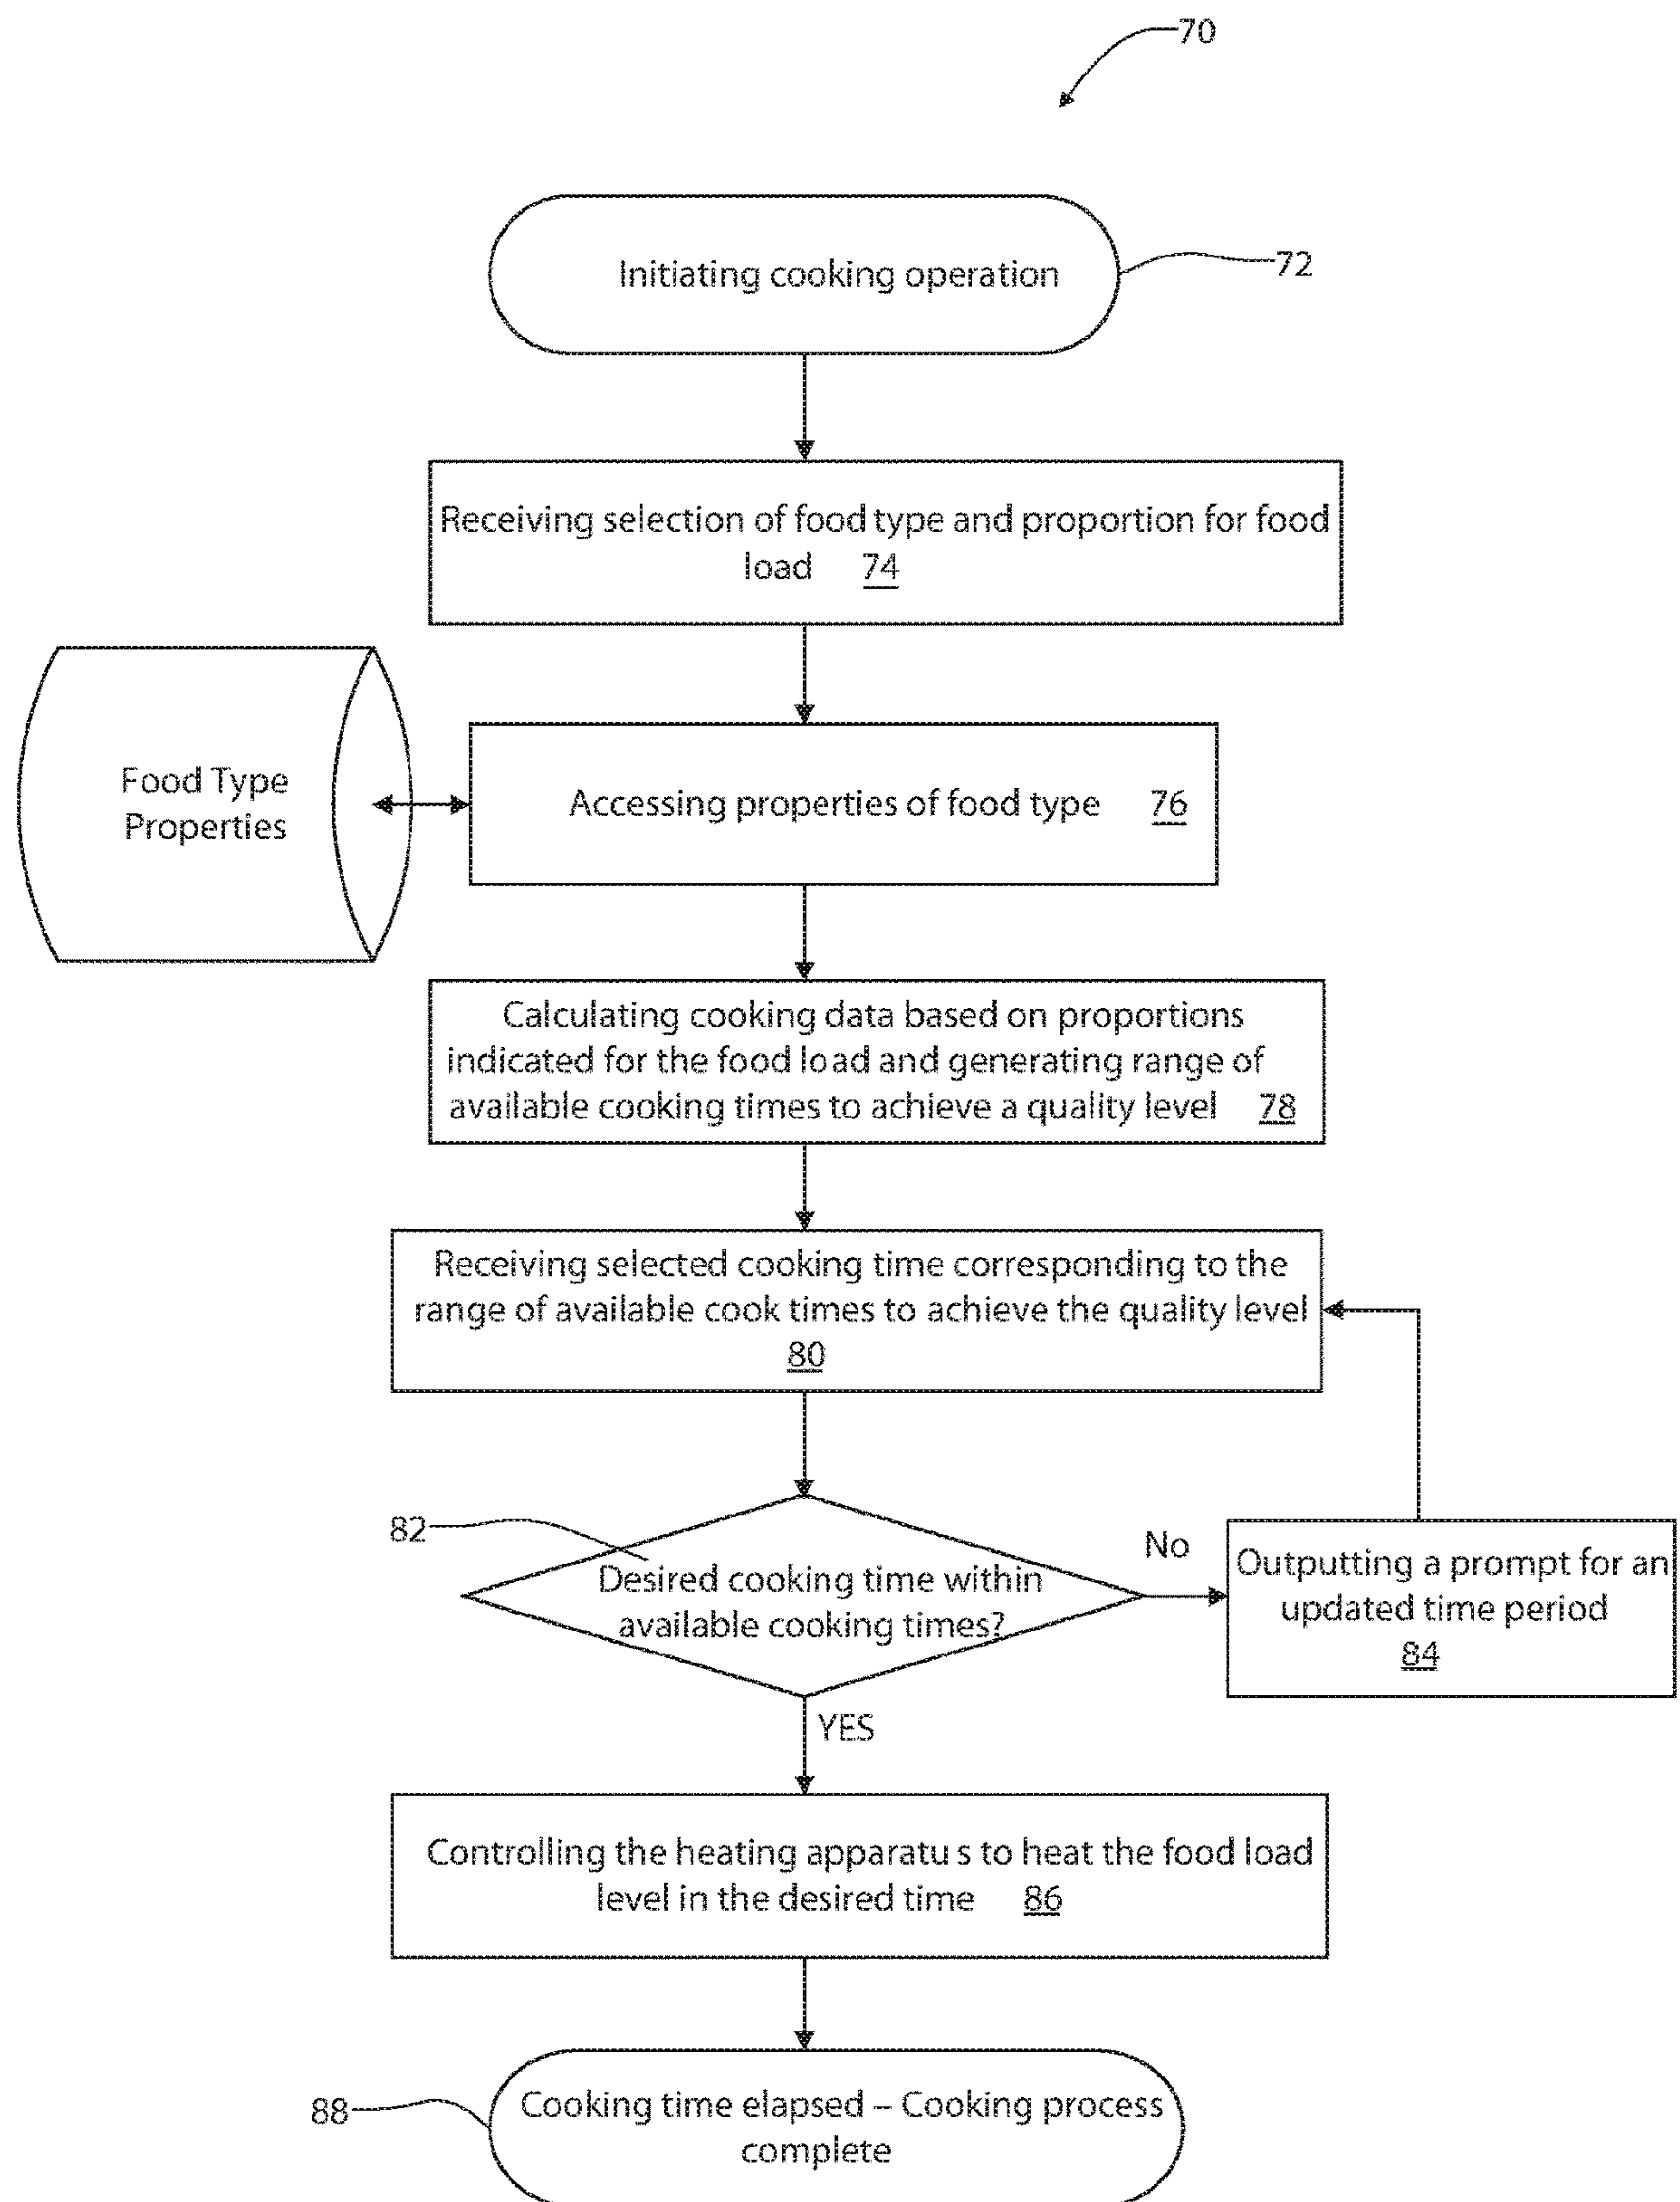 70
Initiating cooking operation
72
Receiving selection of food type and proportion for food
load 74
Food Type
Properties
Accessing properties of food type 76
Calculating cooking data based on proportions
indicated for the food load and generating range of
available cooking times to achieve a quality level 78
Receiving selected cooking time corresponding to the
range of available cook times to achieve the quality level
80
82
Desired cooking time within
available cooking times?
No
Outputting a prompt for an
updated time period
84
YES
Controlling the heating apparatus to heat the food load
level in the desired time 86
88
Cooking time elapsed – Cooking process
complete